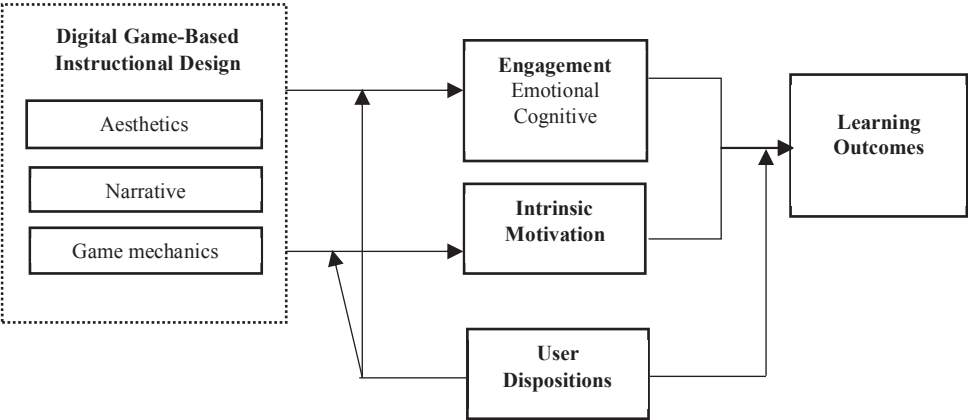 Digital Game-Based
Instructional Design
Aesthetics
Narrative
Game mechanics
Engagement
Emotional
Cognitive
Intrinsic
Motivation
User
Dispositions
Learning
Outcomes